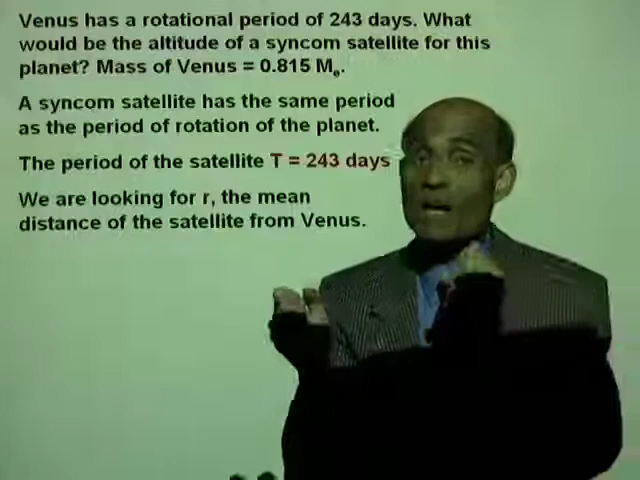 Venus has a rotational period of 243 days. What
would be the altitude of a syncom satellite for this
planet? Mass of Venus = 0.815 Mₑ.
A syncom satellite has the same period
as the period of rotation of the planet.
The period of the satellite T = 243 days
We are looking for r, the mean
distance of the satellite from Venus.